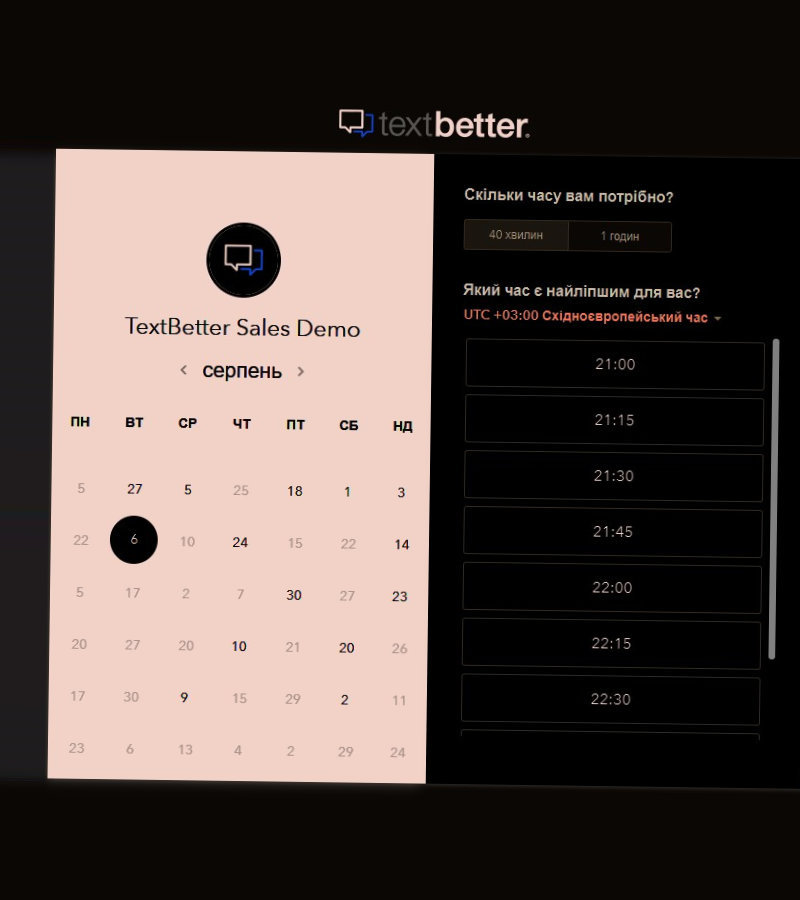 textbetter.
TextBetter Sales Demo
серпень
ПН ВТ СР ЧТ ПТ СБ НД
5 27 5 25 18 1 3
22 6 10 24 15 22 14
5 17 2 7 30 27 23
20 27 20 10 21 20 26
17 30 9 15 29 2 11
23 6 13 4 2 29 24
Скільки часу вам потрібно?
40 хвилин 1 годин
Який час є найліпшим для вас?
UTC +03:00 Східноєвропейський час
21:00
21:15
21:30
21:45
22:00
22:15
22:30